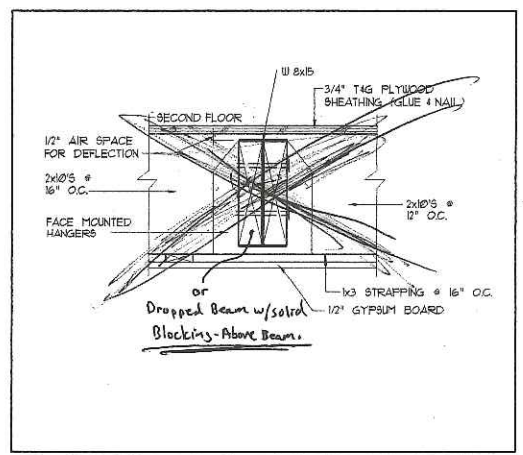 W 8x15
3/4" T&G PLYWOOD
SHEATHING (GLUE & NAIL)
SECOND FLOOR
1/2" AIR SPACE
FOR DEFLECTION
2x10'S @
16" O.C.
2x10'S @
12" O.C.
FACE MOUNTED
HANGERS
1x3 STRAPPING @ 16" O.C.
1/2" GYPSUM BOARD
or
Dropped Beam w/solid
Blocking-Above Beam.